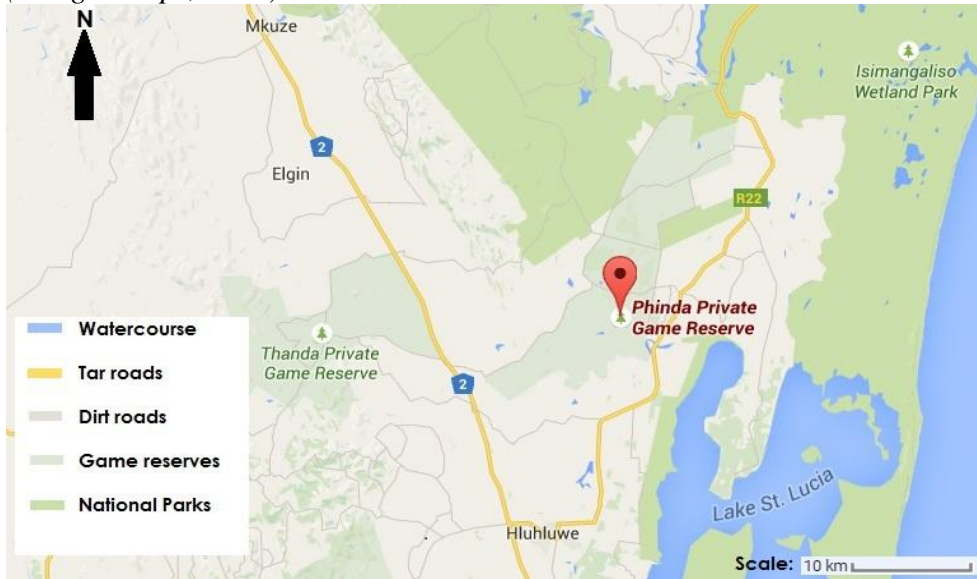 N
Mkuze
Isimangaliso
Wetland Park
2
Elgin
R22
Phinda Private
Game Reserve
Thanda Private
Game Reserve
2
Watercourse
Tar roads
Dirt roads
Game reserves
National Parks
Lake St. Lucia
Hluhluwe
Scale: 10 km